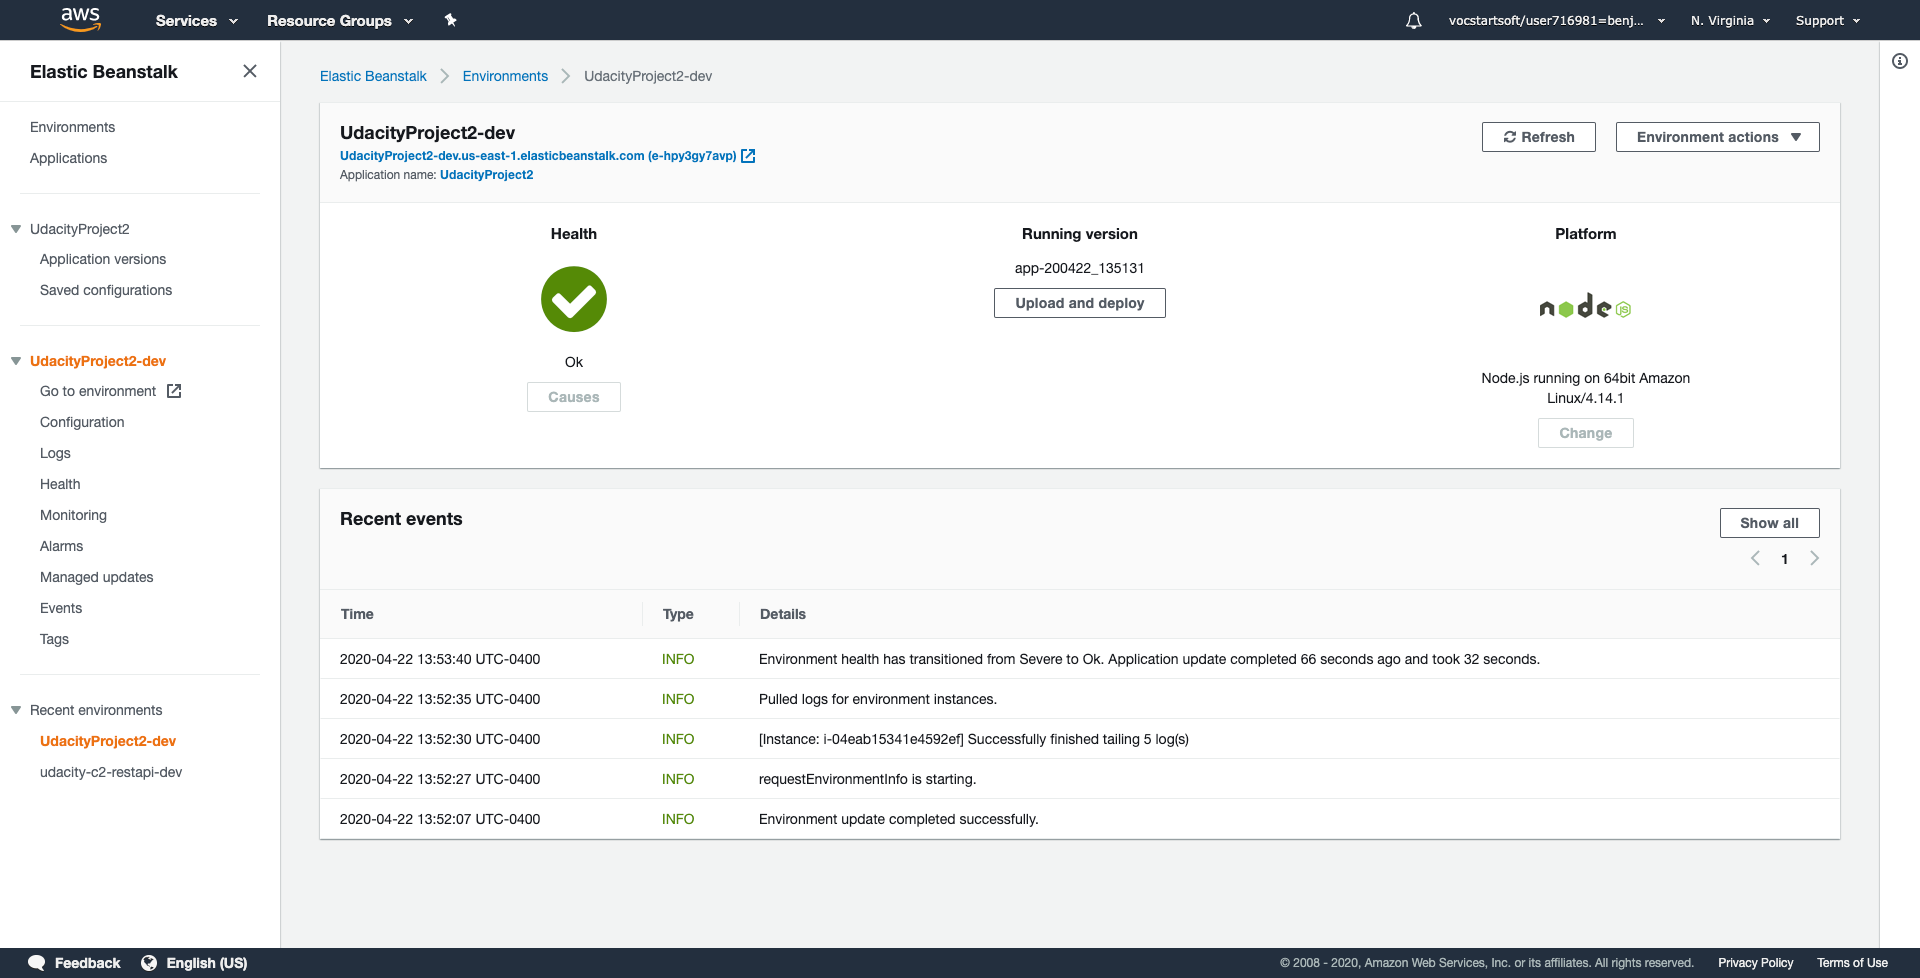 aws
Services
Resource Groups
vocstartsoft/user716981=benj...
N. Virginia
Support
Elastic Beanstalk
Environments
Applications
UdacityProject2
Application versions
Saved configurations
UdacityProject2-dev
Go to environment
Configuration
Logs
Health
Monitoring
Alarms
Managed updates
Events
Tags
Recent environments
UdacityProject2-dev
udacity-c2-restapi-dev
Elastic Beanstalk
Environments
UdacityProject2-dev
UdacityProject2-dev
UdacityProject2-dev.us-east-1.elasticbeanstalk.com (e-hpy3gy7avp)
Application name: UdacityProject2
Refresh
Environment actions
Health
Ok
Causes
Running version
app-200422_135131
Upload and deploy
Platform
node JS
Node.js running on 64bit Amazon
Linux/4.14.1
Change
Recent events
Show all
1
Time Type Details
2020-04-22 13:53:40 UTC-0400 INFO Environment health has transitioned from Severe to Ok. Application update completed 66 seconds ago and took 32 seconds.
2020-04-22 13:52:35 UTC-0400 INFO Pulled logs for environment instances.
2020-04-22 13:52:30 UTC-0400 INFO [Instance: i-04eab15341e4592ef] Successfully finished tailing 5 log(s)
2020-04-22 13:52:27 UTC-0400 INFO requestEnvironmentInfo is starting.
2020-04-22 13:52:07 UTC-0400 INFO Environment update completed successfully.
Feedback
English (US)
© 2008 - 2020, Amazon Web Services, Inc. or its affiliates. All rights reserved.
Privacy Policy
Terms of Use